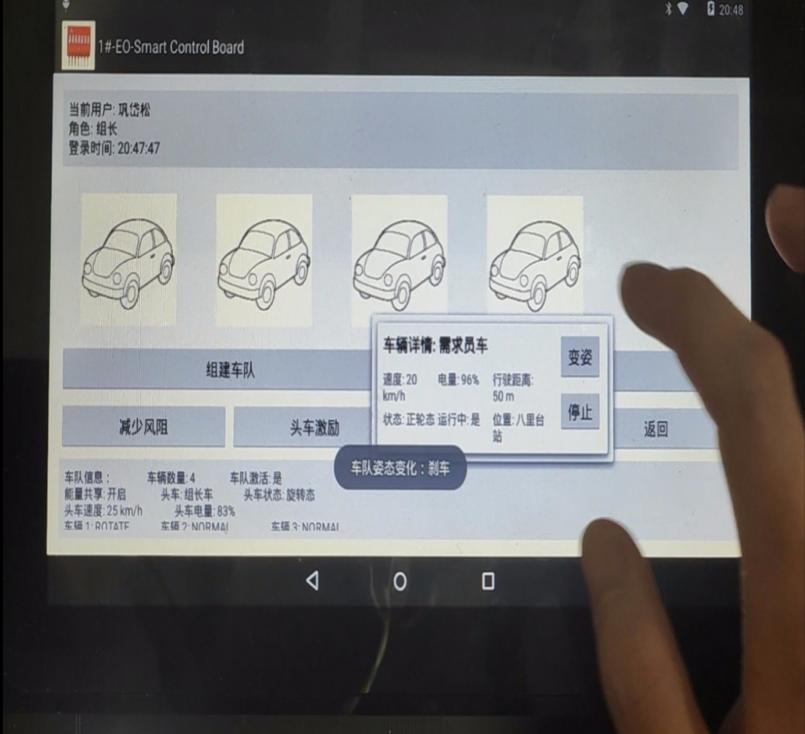 20:48
1#-EO-Smart Control Board
当前用户: 巩岱松
角色: 组长
登录时间: 20:47:47
组建车队
车辆详情: 需求员车
速度: 20 km/h 电量: 96% 行驶距离: 50 m
状态: 正轮态 运行中: 是 位置: 八里台站
变姿
停止
减少风阻
头车激励
返回
车队姿态变化：刹车
车队信息： 车辆数量: 4 车队激活: 是
能量共享: 开启 头车: 组长车 头车状态: 旋转态
头车速度: 25 km/h 头车电量: 83%
车辆 1: ROTATE 车辆 2: NORMAL 车辆 3: NORMAL